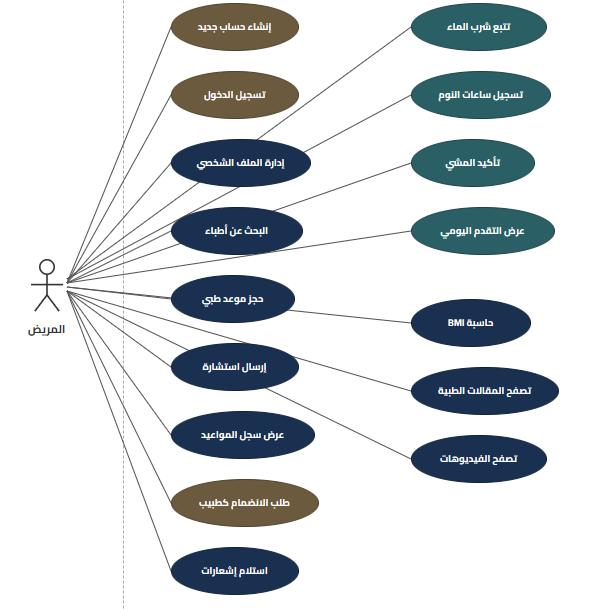 إنشاء حساب جديد
تتبع شرب الماء
تسجيل الدخول
تسجيل ساعات النوم
إدارة الملف الشخصي
تأكيد المشي
البحث عن أطباء
عرض التقدم اليومي
حجز موعد طبي
حاسبة BMI
المريض
إرسال استشارة
تصفح المقالات الطبية
عرض سجل المواعيد
تصفح الفيديوهات
طلب الانضمام كطبيب
استلام إشعارات